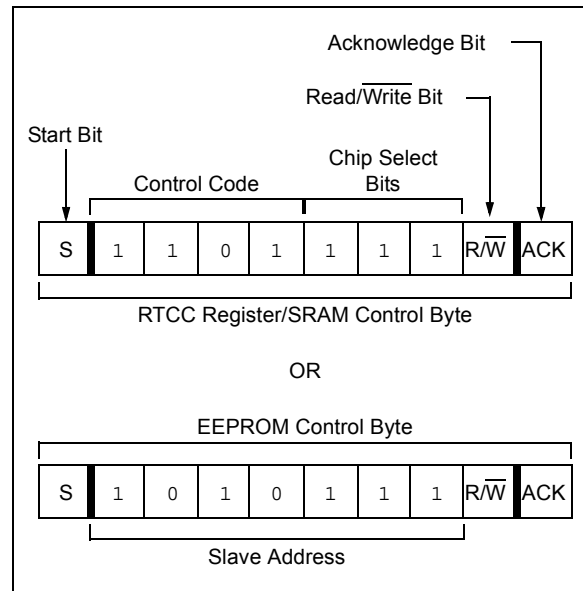 Acknowledge Bit
Read/Write Bit
Start Bit
Chip Select
Bits
Control Code
S 1 1 0 1 1 1 1 R/W ACK
RTCC Register/SRAM Control Byte
OR
EEPROM Control Byte
S 1 0 1 0 1 1 1 R/W ACK
Slave Address